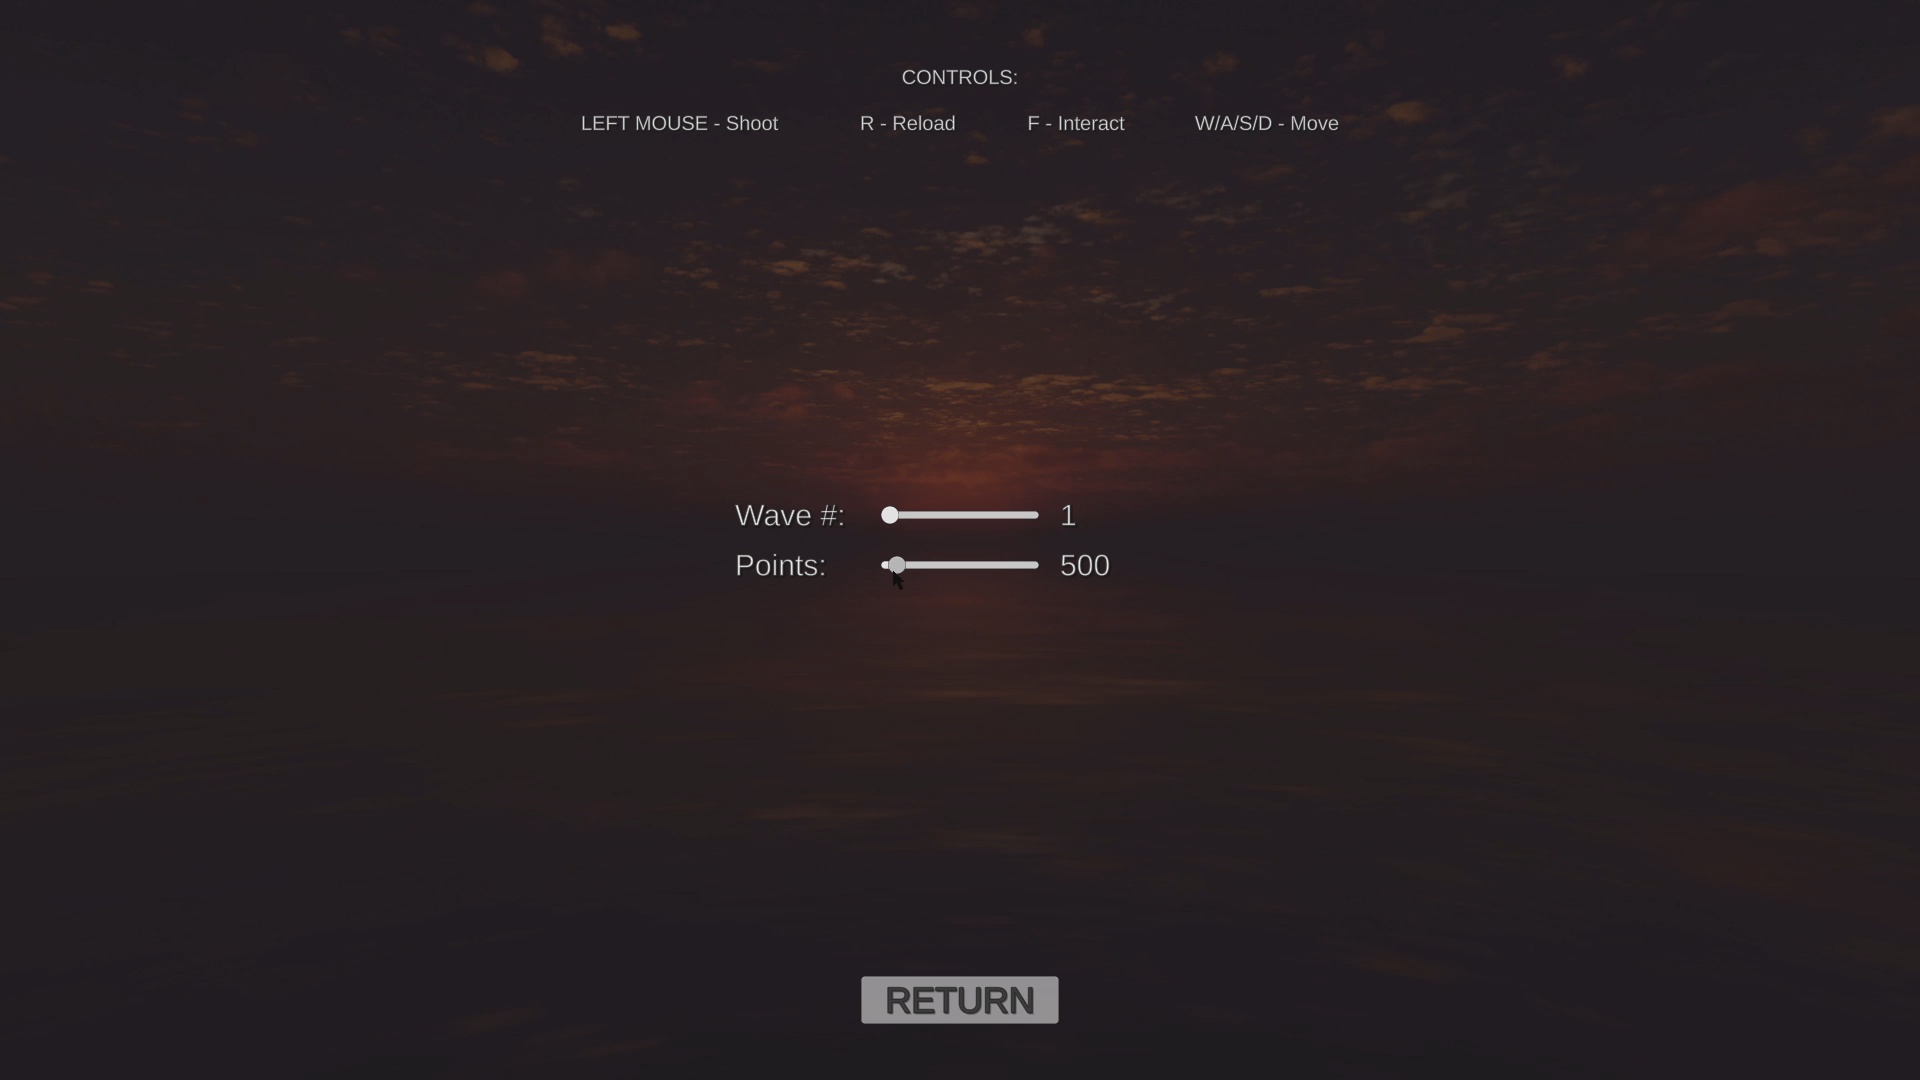 CONTROLS:
LEFT MOUSE - Shoot R - Reload F - Interact W/A/S/D - Move
Wave #: 1
Points: 500
RETURN